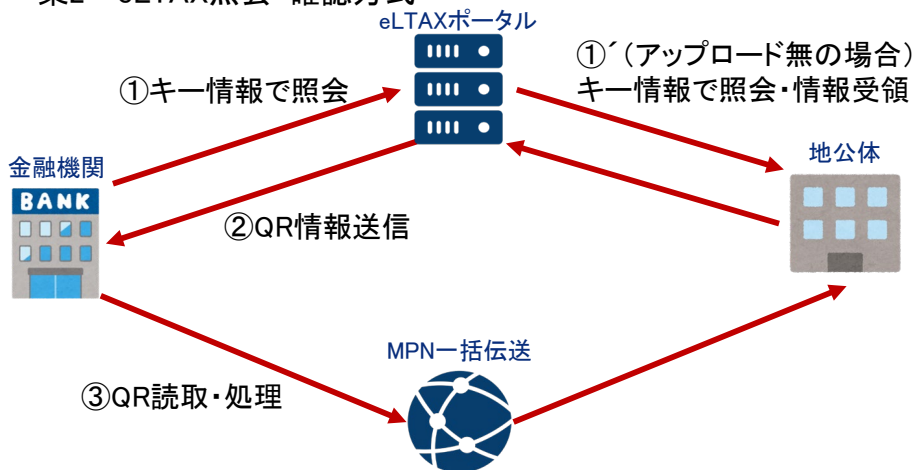 eLTAXポータル
①キー情報で照会
①´(アップロード無の場合)
キー情報で照会・情報受領
金融機関
BANK
地公体
②QR情報送信
MPN一括伝送
③QR読取・処理